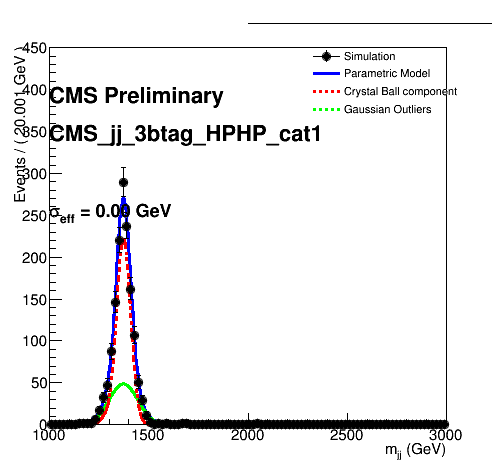 Events / ( 20.001 GeV )
450
400
350
300
250
200
150
100
50
0
Simulation
Parametric Model
Crystal Ball component
Gaussian Outliers
CMS Preliminary
CMS_jj_3btag_HPHP_cat1
σeff = 0.00 GeV
1000 1500 2000 2500 3000
mjj (GeV)